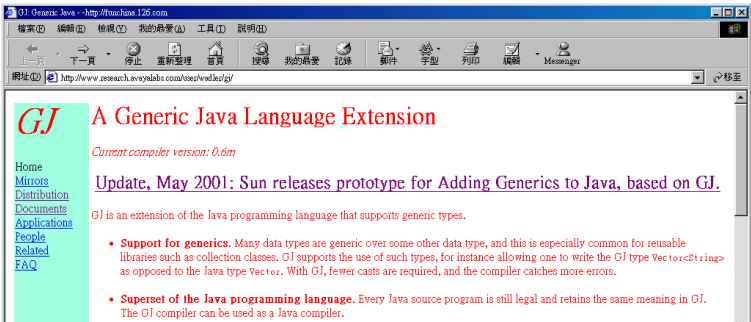 GJ: Generic Java - -http://funchina.126.com
檔案(F) 編輯(E) 檢視(V) 我的最愛(A) 工具(T) 說明(H)
上一頁 下一頁 停止 重新整理 首頁 搜尋 我的最愛 記錄 郵件 字型 列印 編輯 Messenger
網址(D) http://www.research.avayalabs.com/user/wadler/gj/ 移至
GJ
A Generic Java Language Extension
Current compiler version: 0.6m
Home
Mirrors
Distribution
Documents
Applications
People
Related
FAQ
Update, May 2001: Sun releases prototype for Adding Generics to Java, based on GJ.
GJ is an extension of the Java programming language that supports generic types.
• Support for generics. Many data types are generic over some other data type, and this is especially common for reusable
libraries such as collection classes. GJ supports the use of such types, for instance allowing one to write the GJ type Vector<String>
as opposed to the Java type Vector. With GJ, fewer casts are required, and the compiler catches more errors.
• Superset of the Java programming language. Every Java source program is still legal and retains the same meaning in GJ.
The GJ compiler can be used as a Java compiler.